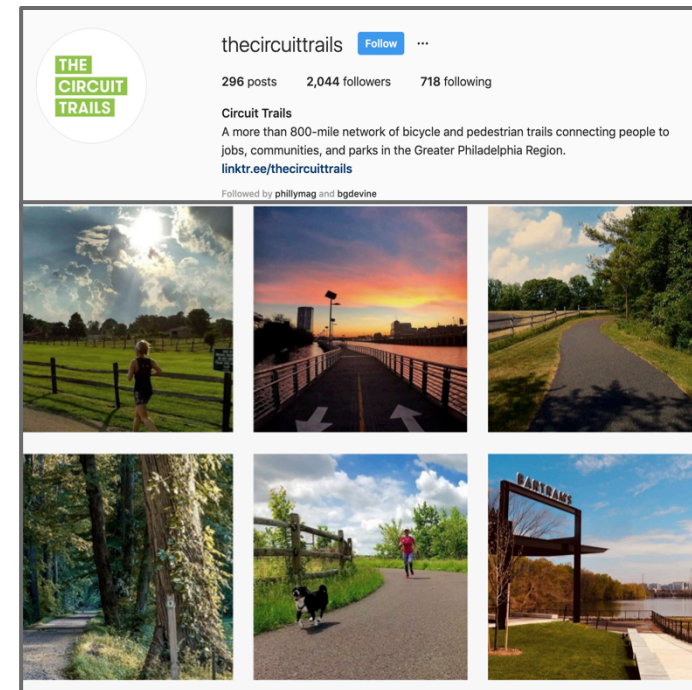 THE
CIRCUIT
TRAILS
thecircuittrails Follow ...
296 posts 2,044 followers 718 following
Circuit Trails
A more than 800-mile network of bicycle and pedestrian trails connecting people to
jobs, communities, and parks in the Greater Philadelphia Region.
linktr.ee/thecircuittrails
Followed by phillymag and bgdevine
BARTRAM'S